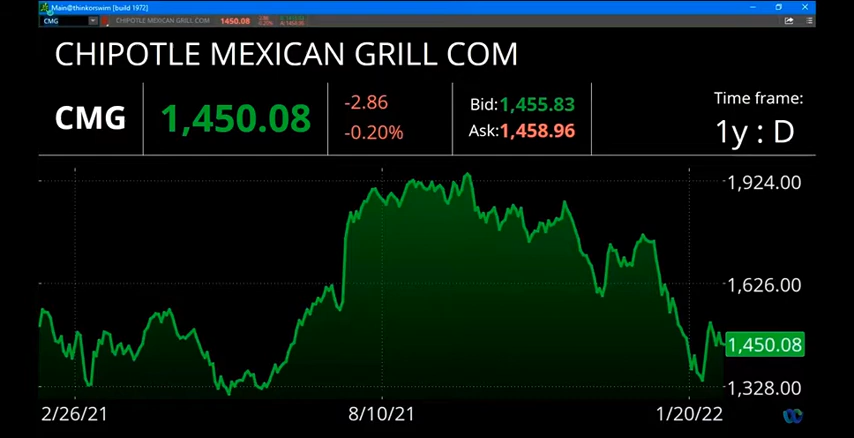 Main@thinkorswim [build 1972]
CMG CHIPOTLE MEXICAN GRILL COM 1450.08
CHIPOTLE MEXICAN GRILL COM
CMG 1,450.08 -2.86 -0.20% Bid:1,455.83 Ask:1,458.96
Time frame:
1y : D
1,924.00
1,626.00
1,450.08
1,328.00
2/26/21 8/10/21 1/20/22